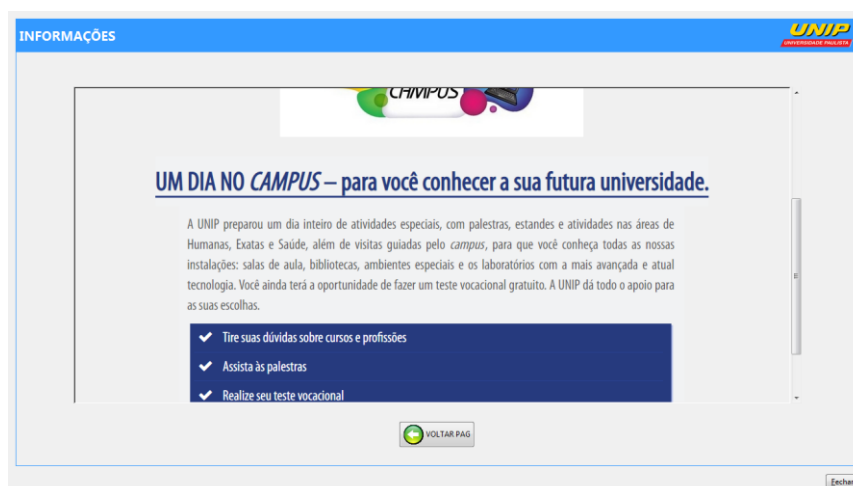 INFORMAÇÕES
UNIP
UNIVERSIDADE PAULISTA
CAMPUS
UM DIA NO CAMPUS – para você conhecer a sua futura universidade.
A UNIP preparou um dia inteiro de atividades especiais, com palestras, estandes e atividades nas áreas de
Humanas, Exatas e Saúde, além de visitas guiadas pelo campus, para que você conheça todas as nossas
instalações: salas de aula, bibliotecas, ambientes especiais e os laboratórios com a mais avançada e atual
tecnologia. Você ainda terá a oportunidade de fazer um teste vocacional gratuito. A UNIP dá todo o apoio para
as suas escolhas.
Tire suas dúvidas sobre cursos e profissões
Assista às palestras
Realize seu teste vocacional
VOLTAR PAG
Fechar